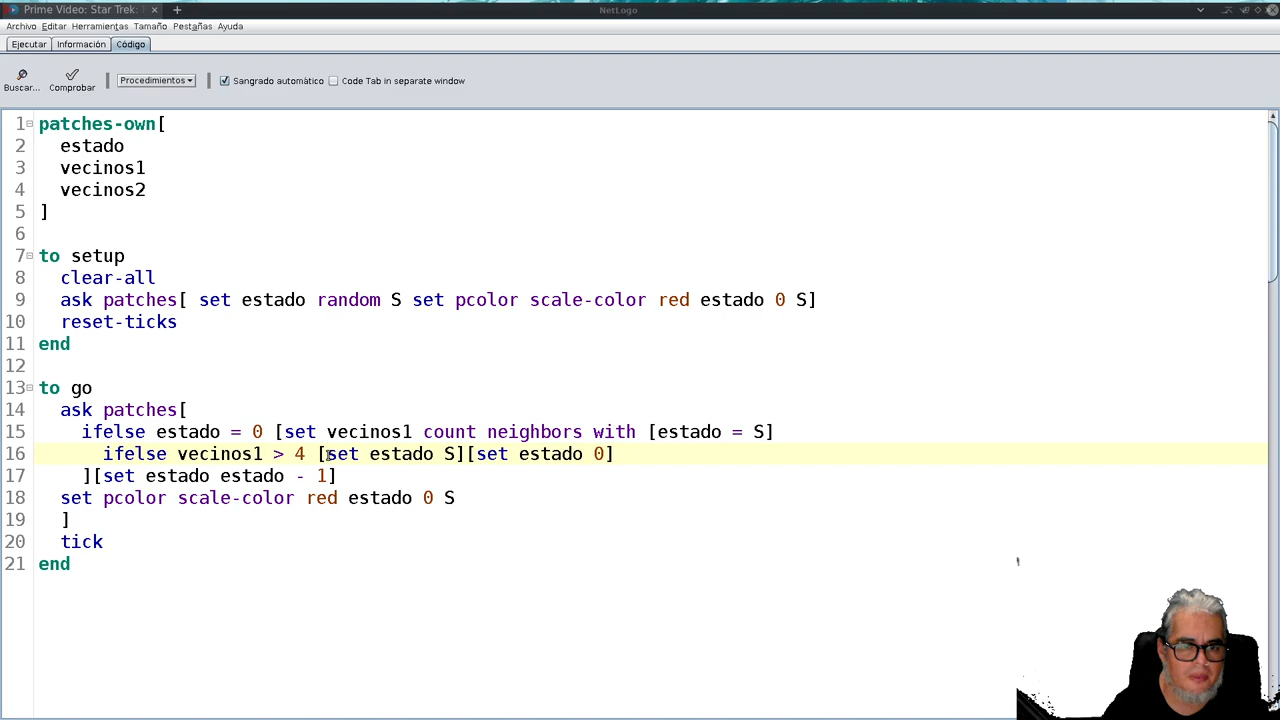 Prime Video: Star Trek:
NetLogo
Archivo Editar Herramientas Tamaño Pestañas Ayuda
Ejecutar Información Código
Buscar... Comprobar Procedimientos Sangrado automático Code Tab in separate window
1 patches-own[
2 estado
3 vecinos1
4 vecinos2
5 ]
6
7 to setup
8 clear-all
9 ask patches[ set estado random S set pcolor scale-color red estado 0 S]
10 reset-ticks
11 end
12
13 to go
14 ask patches[
15 ifelse estado = 0 [set vecinos1 count neighbors with [estado = S]
16 ifelse vecinos1 > 4 [set estado S][set estado 0]
17 ][set estado estado - 1]
18 set pcolor scale-color red estado 0 S
19 ]
20 tick
21 end